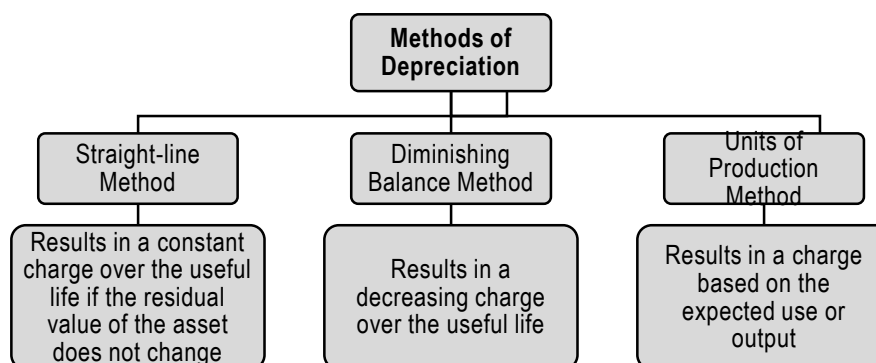 Methods of
Depreciation
Straight-line
Method
Diminishing
Balance Method
Units of
Production
Method
Results in a constant
charge over the useful
life if the residual
value of the asset
does not change
Results in a
decreasing charge
over the useful life
Results in a charge
based on the
expected use or
output